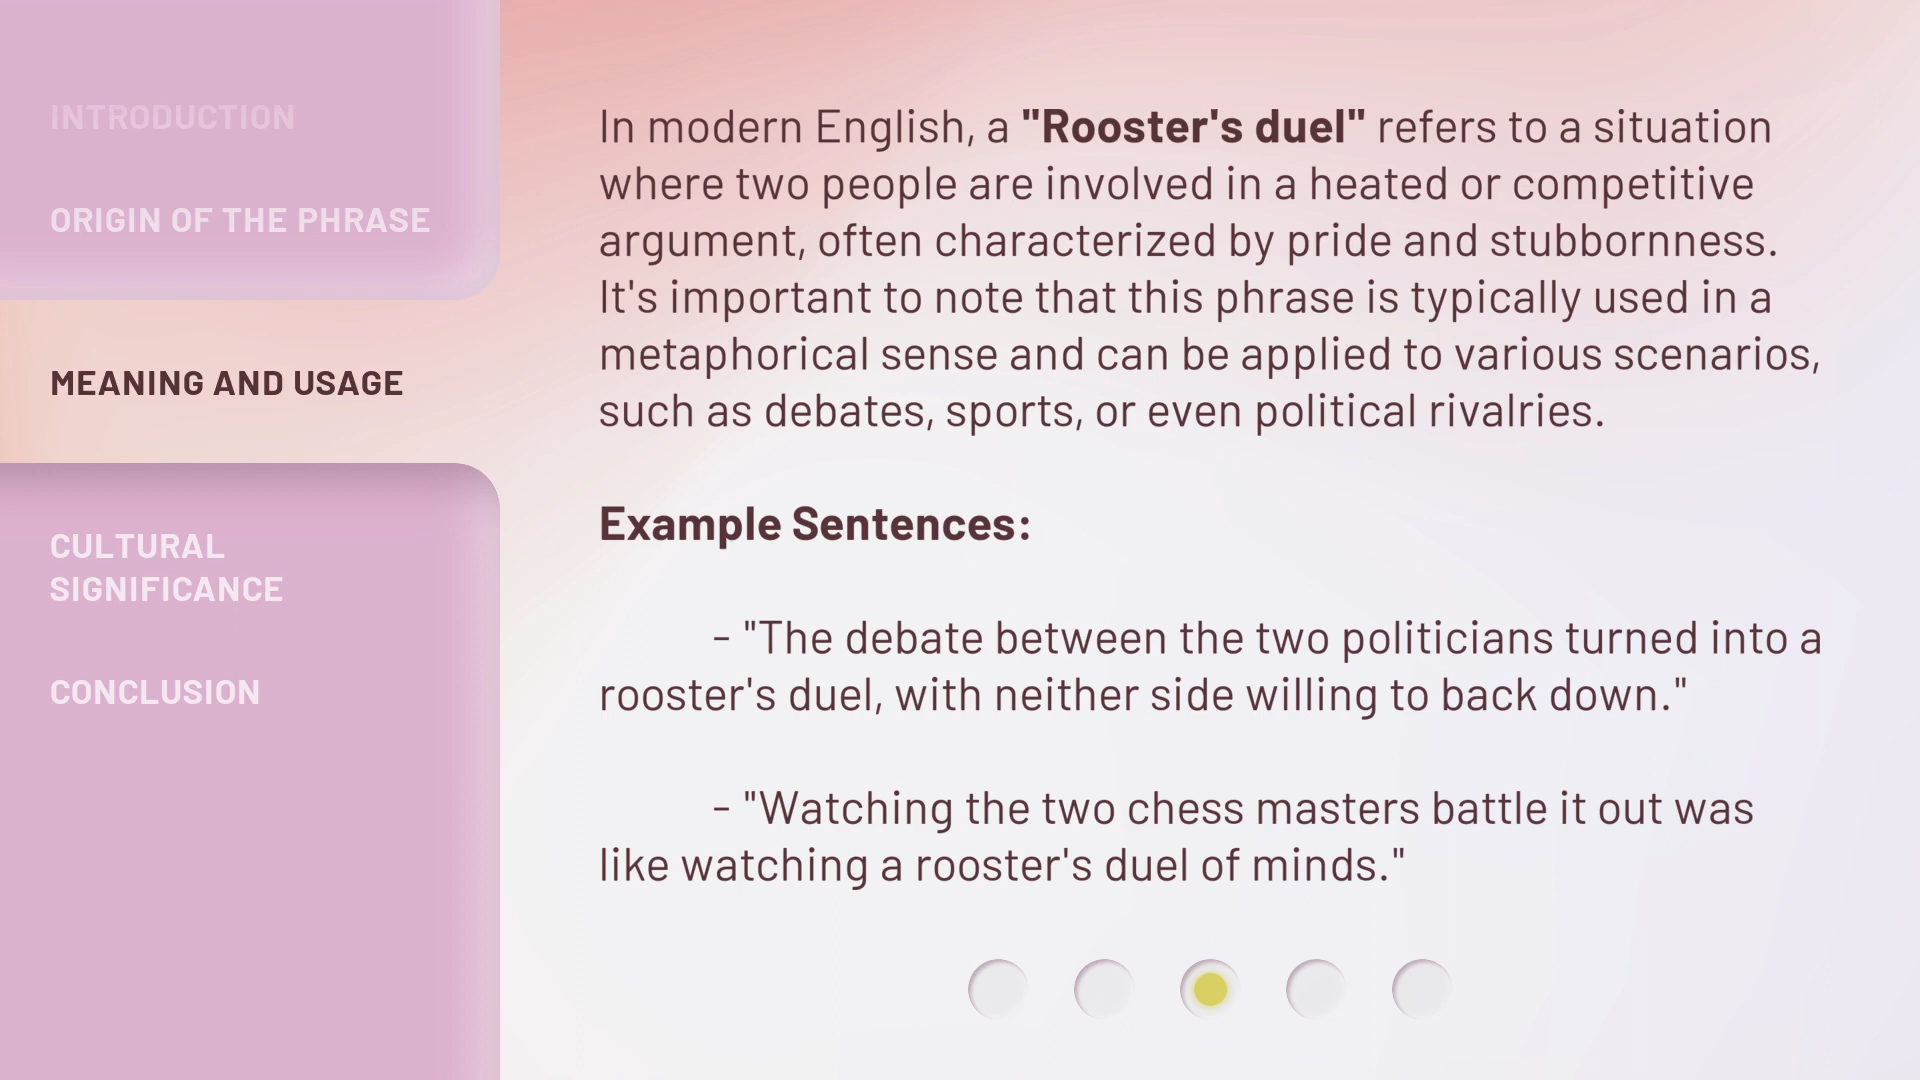 INTRODUCTION
ORIGIN OF THE PHRASE
MEANING AND USAGE
CULTURAL
SIGNIFICANCE
CONCLUSION
In modern English, a "Rooster's duel" refers to a situation
where two people are involved in a heated or competitive
argument, often characterized by pride and stubbornness.
It's important to note that this phrase is typically used in a
metaphorical sense and can be applied to various scenarios,
such as debates, sports, or even political rivalries.
Example Sentences:
- "The debate between the two politicians turned into a
rooster's duel, with neither side willing to back down."
- "Watching the two chess masters battle it out was
like watching a rooster's duel of minds."